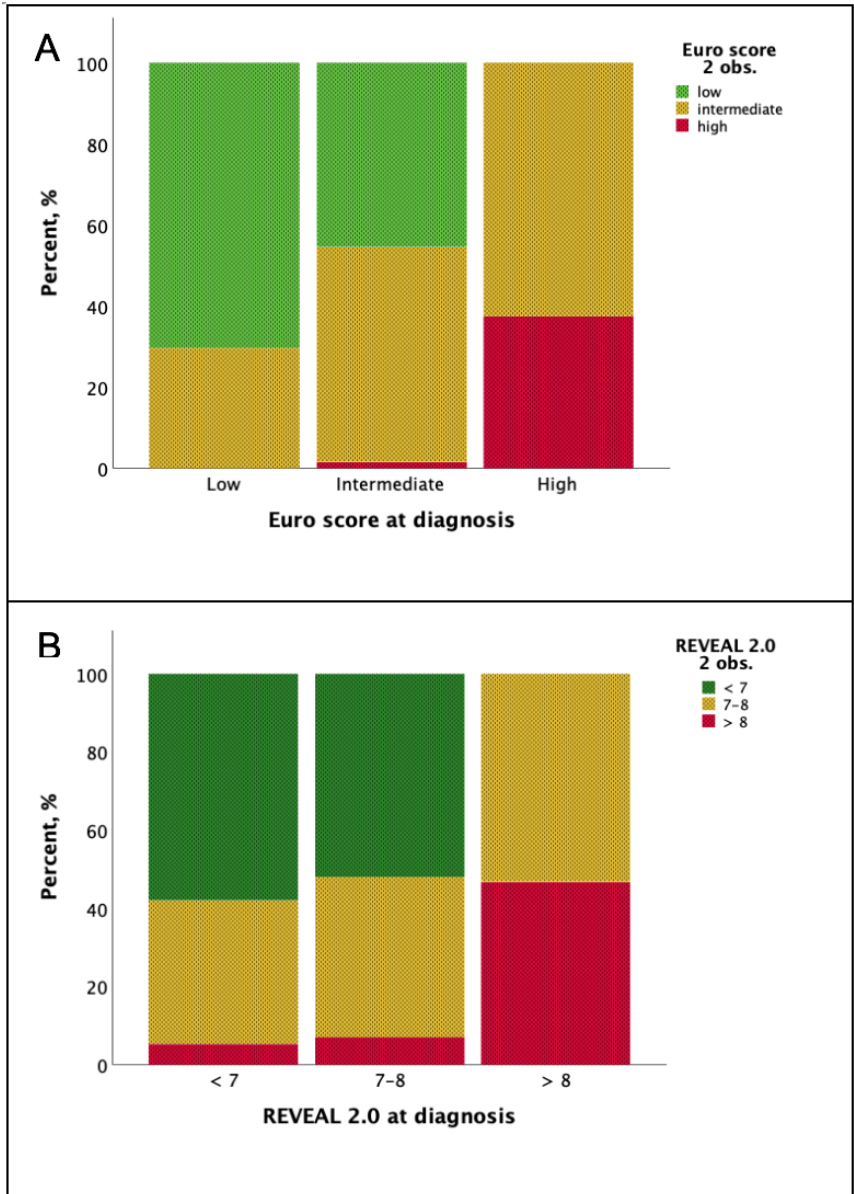 A
Euro score
2 obs.
low
intermediate
high
100
80
60
40
20
0
Percent, %
Low Intermediate High
Euro score at diagnosis
B
REVEAL 2.0
2 obs.
< 7
7–8
> 8
100
80
60
40
20
0
Percent, %
< 7 7–8 > 8
REVEAL 2.0 at diagnosis